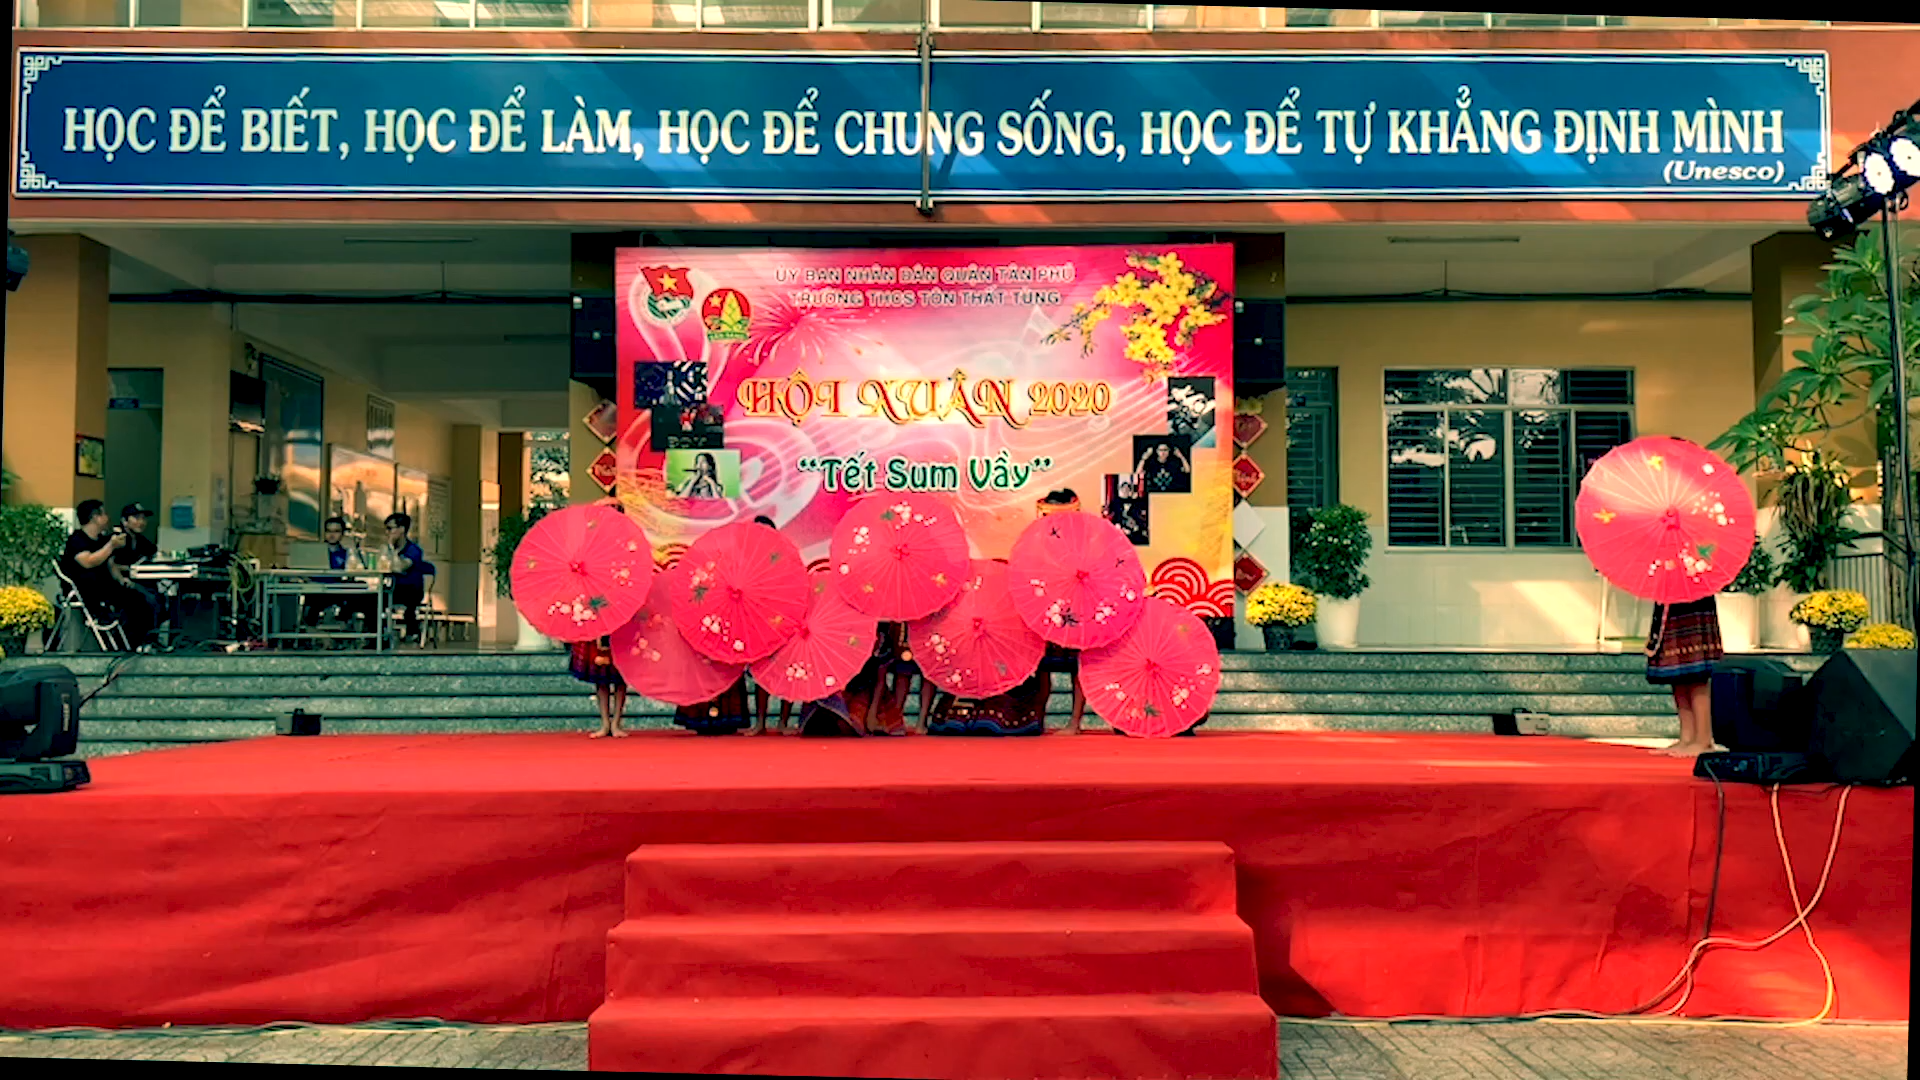 HỌC ĐỂ BIẾT, HỌC ĐỂ LÀM, HỌC ĐỂ CHUNG SỐNG, HỌC ĐỂ TỰ KHẲNG ĐỊNH MÌNH
(Unesco)
ỦY BAN NHÂN DÂN QUẬN TÂN PHÚ
TRƯỜNG THCS TÔN THẤT TÙNG
HỘI XUÂN 2020
“Tết Sum Vầy”